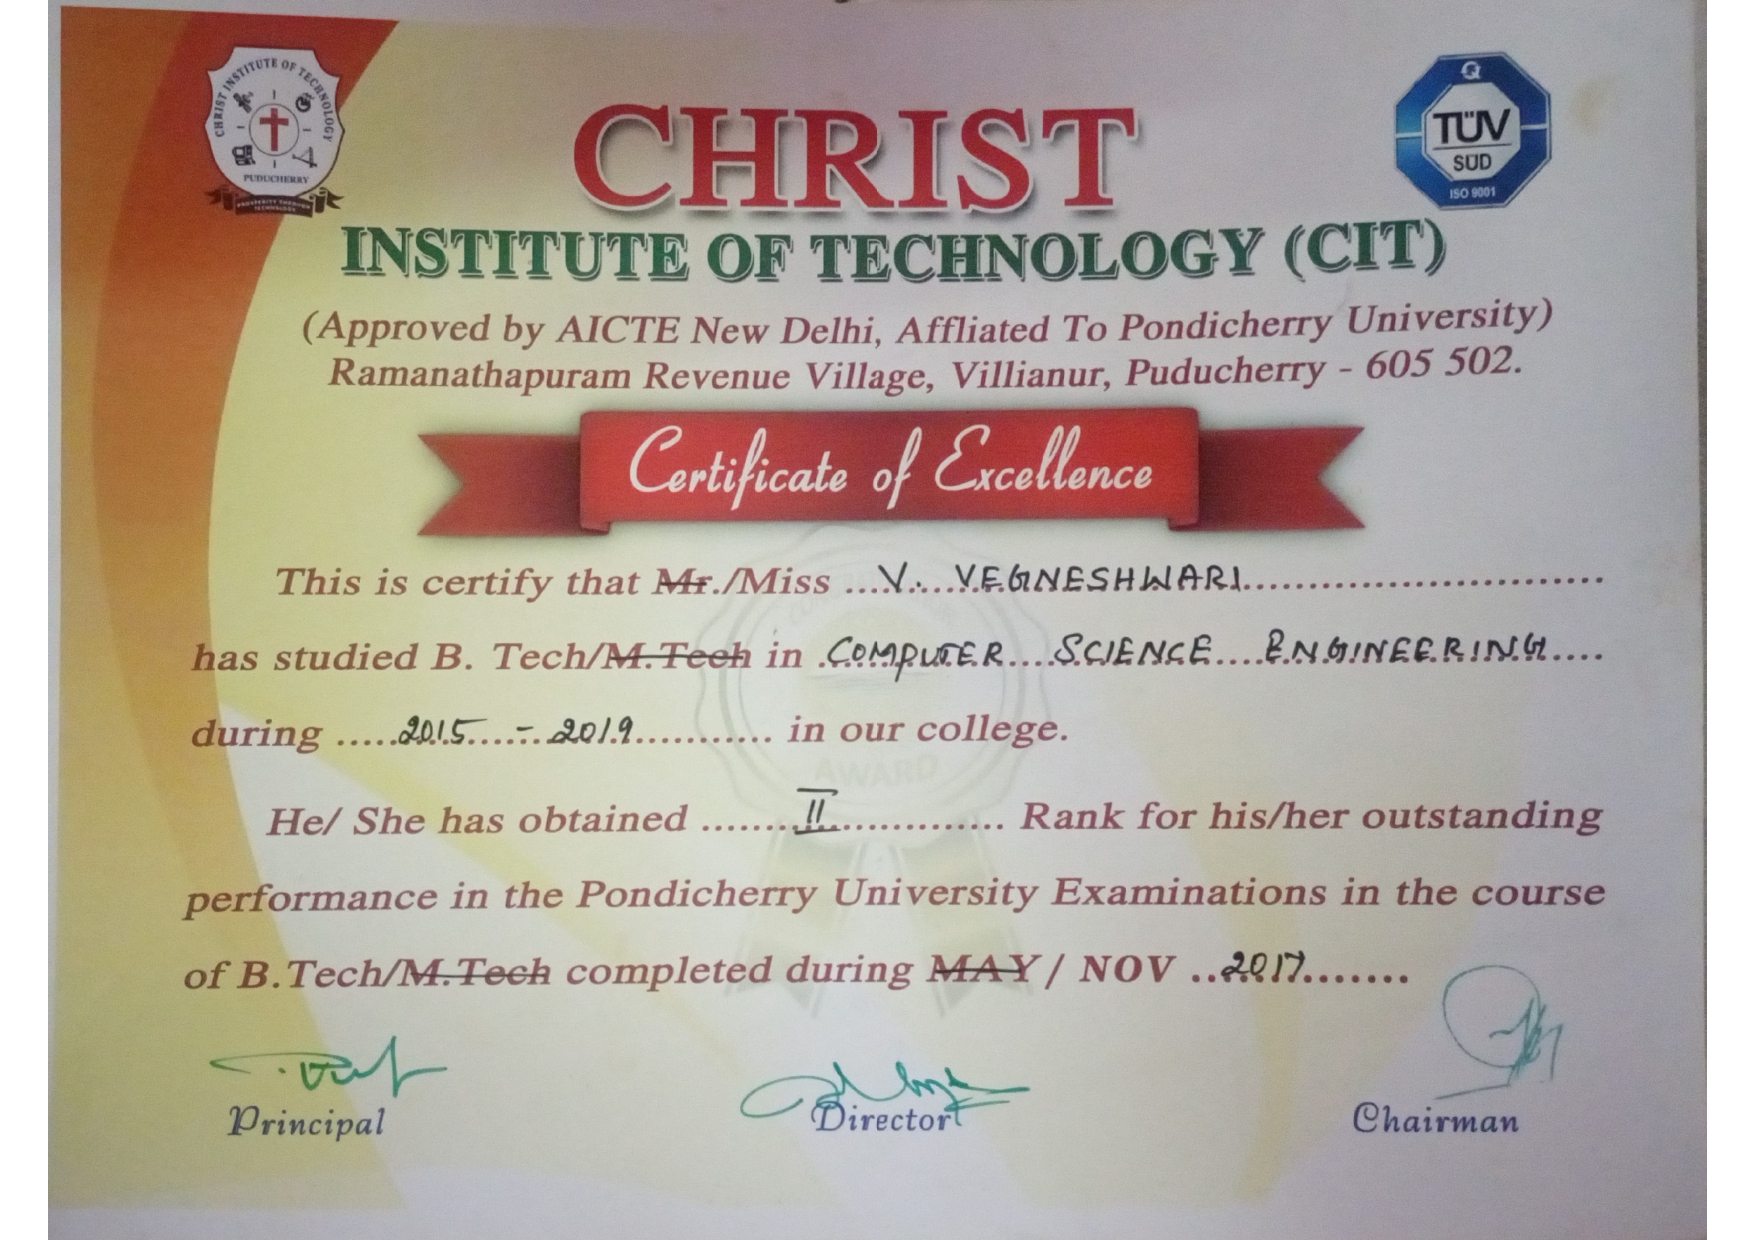 CHRIST INSTITUTE OF TECHNOLOGY
PUDUCHERRY
PROSPERITY THROUGH
TECHNOLOGY
TÜV
SÜD
ISO 9001
CHRIST
INSTITUTE OF TECHNOLOGY (CIT)
(Approved by AICTE New Delhi, Affliated To Pondicherry University)
Ramanathapuram Revenue Village, Villianur, Puducherry - 605 502.
Certificate of Excellence
This is certify that Mr./Miss ...V....VEGNESHWARI...................................
has studied B. Tech/M.Tech in .COMPUTER....SCIENCE....ENGINEERING....
during .....2015....-..2019........... in our college.
AWARD
He/ She has obtained ........II.............. Rank for his/her outstanding
performance in the Pondicherry University Examinations in the course
of B.Tech/M.Tech completed during MAY / NOV ..2017.......
Principal
Director
Chairman